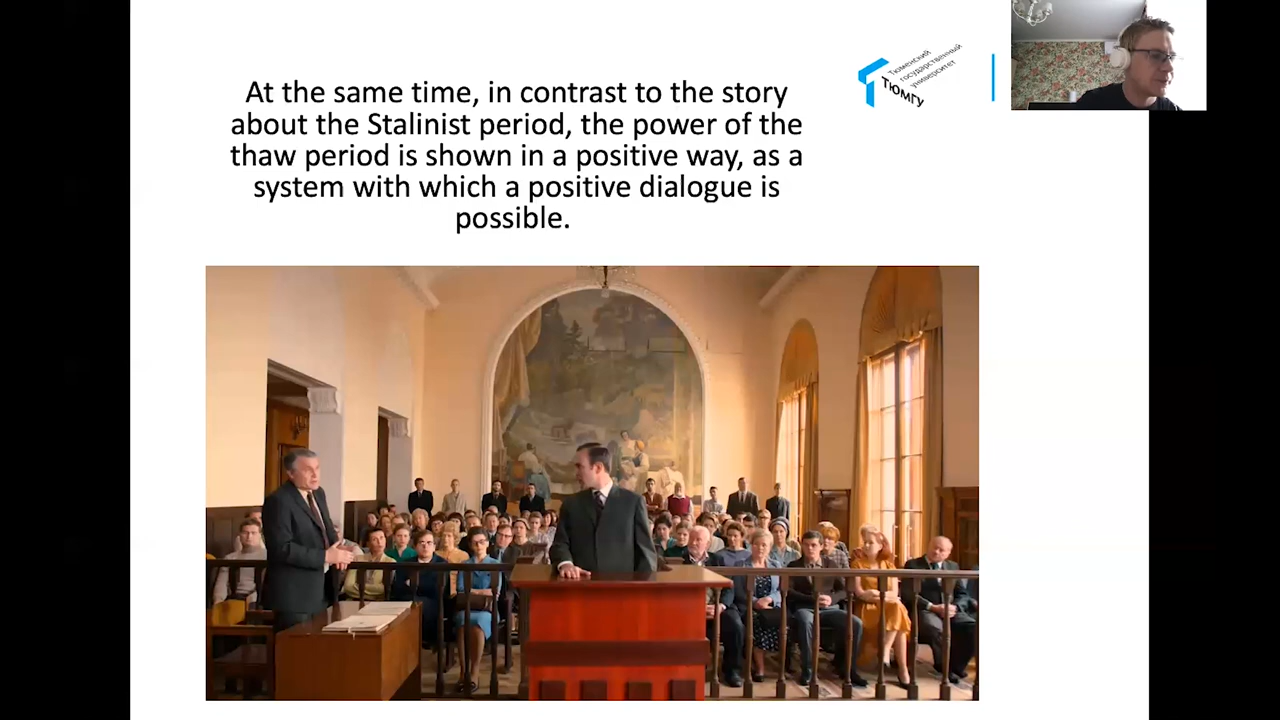 At the same time, in contrast to the story
about the Stalinist period, the power of the
thaw period is shown in a positive way, as a
system with which a positive dialogue is
possible.
Тюменский
государственный
университет
ТЮМГУ